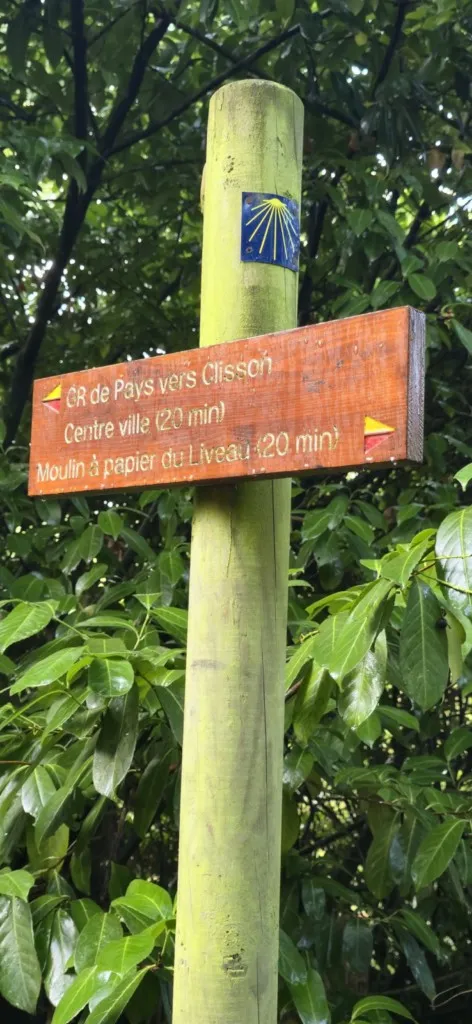 GR de Pays vers Clisson
Centre ville (20 min)
Moulin à papier du Liveau (20 min)